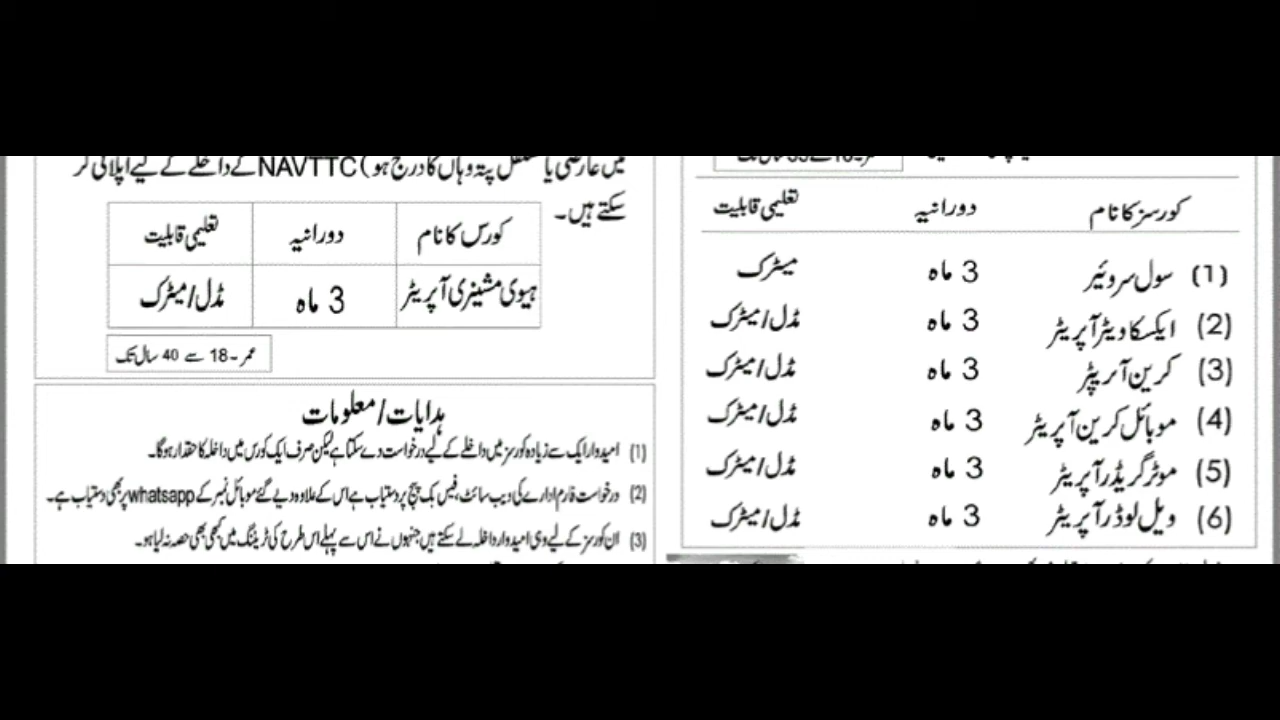 میں عارضی یا مستقل پتہ وہاں کا درج ہو) NAVTTC کے داخلے کے لیے اپلائی کر
سکتے ہیں۔
کورس کا نام دورانیہ تعلیمی قابلیت
ہیوی مشینری آپریٹر 3 ماہ مڈل/میٹرک
عمر۔18 سے 40 سال تک
ہدایات/معلومات
(1) امیدوار ایک سے زیادہ کورسز میں داخلے کے لیے درخواست دے سکتا ہے لیکن صرف ایک کورس میں داخلہ کا حقدار ہوگا۔
(2) درخواست فارم ادارے کی ویب سائٹ، فیس بک پیج پر دستیاب ہے اس کے علاوہ دیے گئے موبائل نمبر کے whatsapp پر بھی دستیاب ہے۔
(3) ان کورسز کے لیے وہی امیدوار داخلہ لے سکتے ہیں جنہوں نے اس سے پہلے اس طرح کی ٹریننگ میں کبھی بھی حصہ نہ لیا ہو۔
کورسز کا نام دورانیہ تعلیمی قابلیت
(1) سول سروئیر 3 ماہ میٹرک
(2) ایکسکاویٹر آپریٹر 3 ماہ مڈل/میٹرک
(3) کرین آپریٹر 3 ماہ مڈل/میٹرک
(4) موبائل کرین آپریٹر 3 ماہ مڈل/میٹرک
(5) موٹر گریڈر آپریٹر 3 ماہ مڈل/میٹرک
(6) ویل لوڈر آپریٹر 3 ماہ مڈل/میٹرک